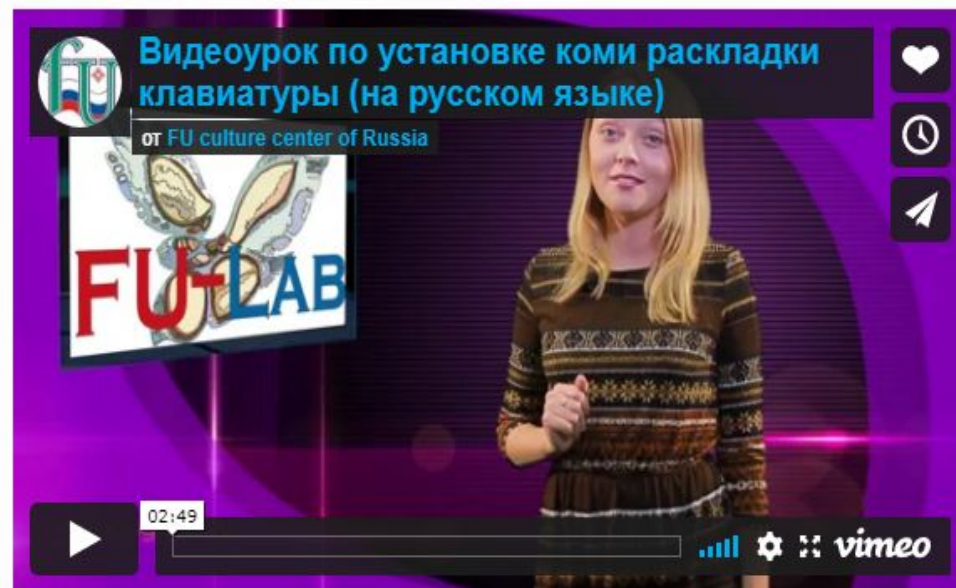 Видеоурок по установке коми раскладки
клавиатуры (на русском языке)
от FU culture center of Russia
fu
FU-LAB
02:49
vimeo